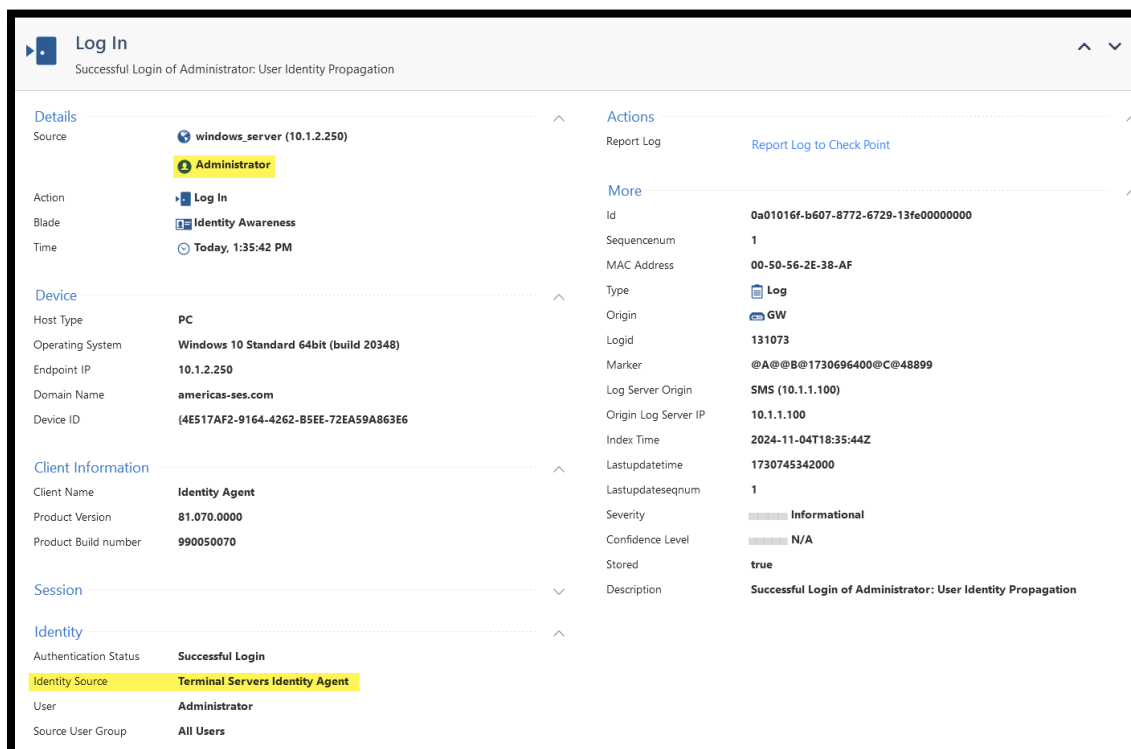 Log In
Successful Login of Administrator: User Identity Propagation
Details
Source windows_server (10.1.2.250)
Administrator
Action Log In
Blade Identity Awareness
Time Today, 1:35:42 PM
Device
Host Type PC
Operating System Windows 10 Standard 64bit (build 20348)
Endpoint IP 10.1.2.250
Domain Name americas-ses.com
Device ID {4E517AF2-9164-4262-B5EE-72EA59A863E6
Client Information
Client Name Identity Agent
Product Version 81.070.0000
Product Build number 990050070
Session
Identity
Authentication Status Successful Login
Identity Source Terminal Servers Identity Agent
User Administrator
Source User Group All Users
Actions
Report Log Report Log to Check Point
More
Id 0a01016f-b607-8772-6729-13fe00000000
Sequencenum 1
MAC Address 00-50-56-2E-38-AF
Type Log
Origin GW
Logid 131073
Marker @A@@B@1730696400@C@48899
Log Server Origin SMS (10.1.1.100)
Origin Log Server IP 10.1.1.100
Index Time 2024-11-04T18:35:44Z
Lastupdatetime 1730745342000
Lastupdateseqnum 1
Severity Informational
Confidence Level N/A
Stored true
Description Successful Login of Administrator: User Identity Propagation